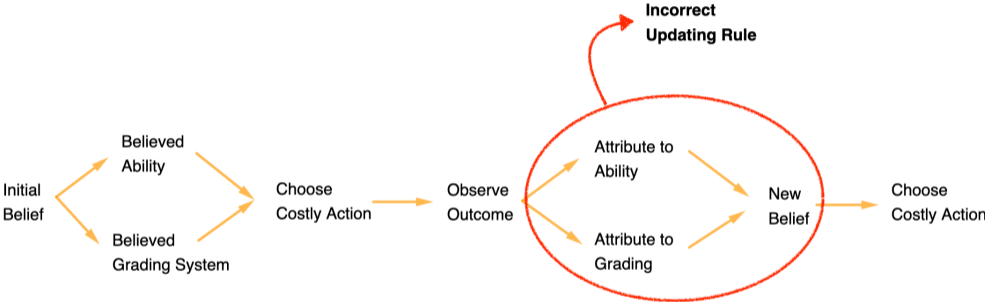 Incorrect
Updating Rule
Initial
Belief
Believed
Ability
Believed
Grading System
Choose
Costly Action
Observe
Outcome
Attribute to
Ability
Attribute to
Grading
New
Belief
Choose
Costly Action